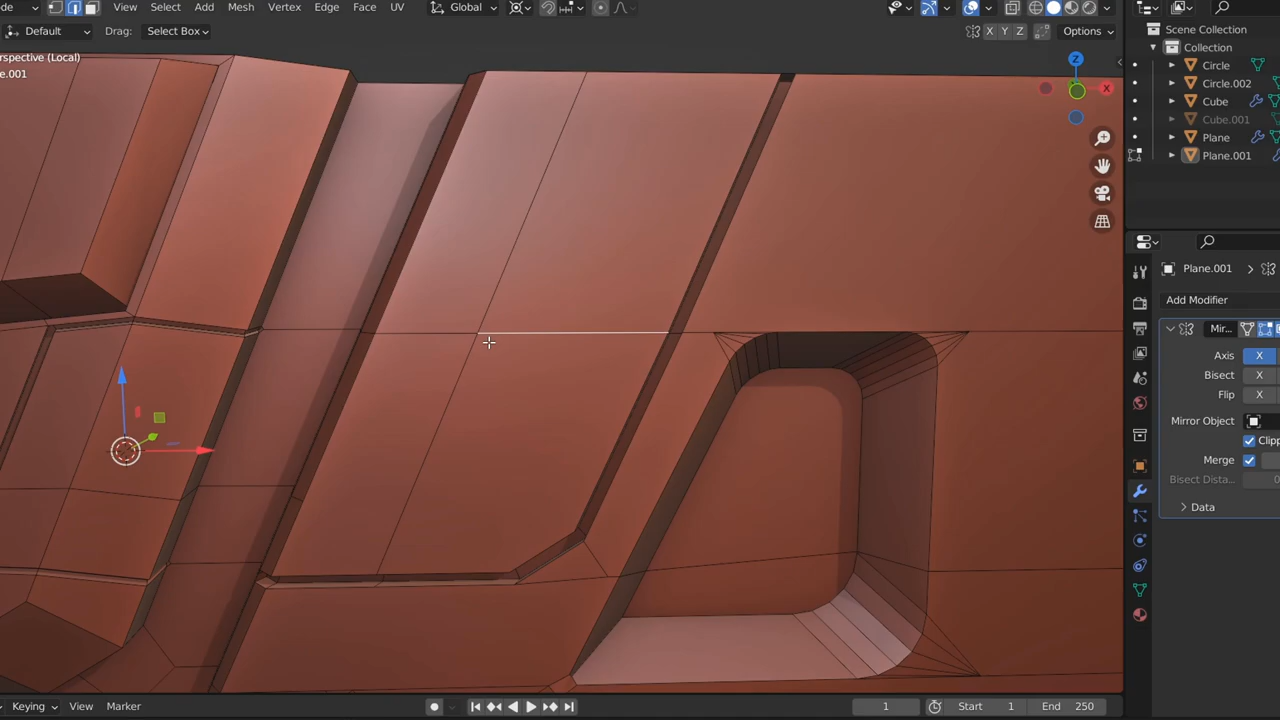 de
View
Select
Add
Mesh
Vertex
Edge
Face
UV
Global
Default
Drag:
Select Box
X
Y
Z
Options
rspective (Local)
e.001
Z
X
Scene Collection
Collection
Circle
Circle.002
Cube
Cube.001
Plane
Plane.001
Plane.001
Add Modifier
Mir...
Axis
X
Bisect
X
Flip
X
Mirror Object
Clipp
Merge
Bisect Dista...
0
Data
Keying
View
Marker
1
Start
1
End
250